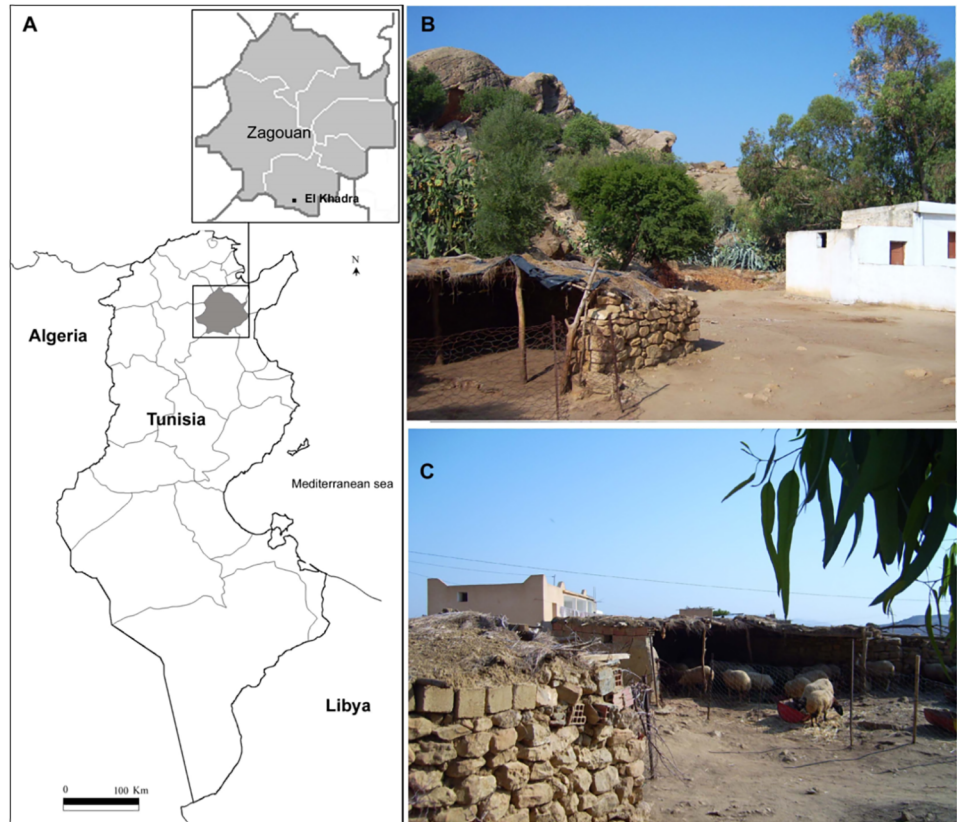 A
Zagouan
El Khadra
N
Algeria
Tunisia
Mediterranean sea
Libya
0 100 Km
B
C